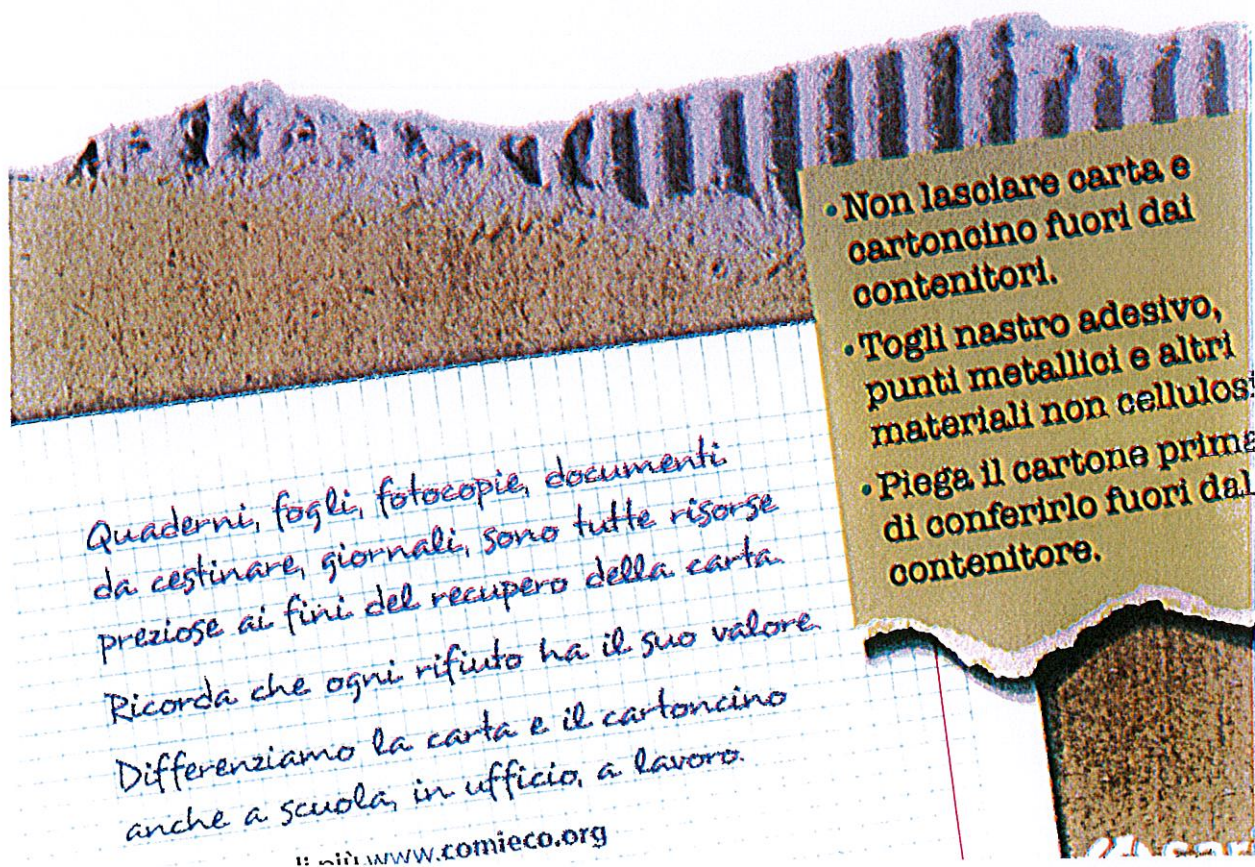 • Non lasciare carta e
cartoncino fuori dai
contenitori.
• Togli nastro adesivo,
punti metallici e altri
materiali non
• Piega il cartone
di conferirlo fuori dal
contenitore.
Quaderni, fogli, fotocopie, documenti
da cestinare, giornali, sono tutte risorse
preziose ai fini del recupero della carta.
Ricorda che ogni rifiuto ha il suo valore.
Differenziamo la carta e il cartoncino
anche a scuola, in ufficio, a lavoro.
di più www.comieco.org